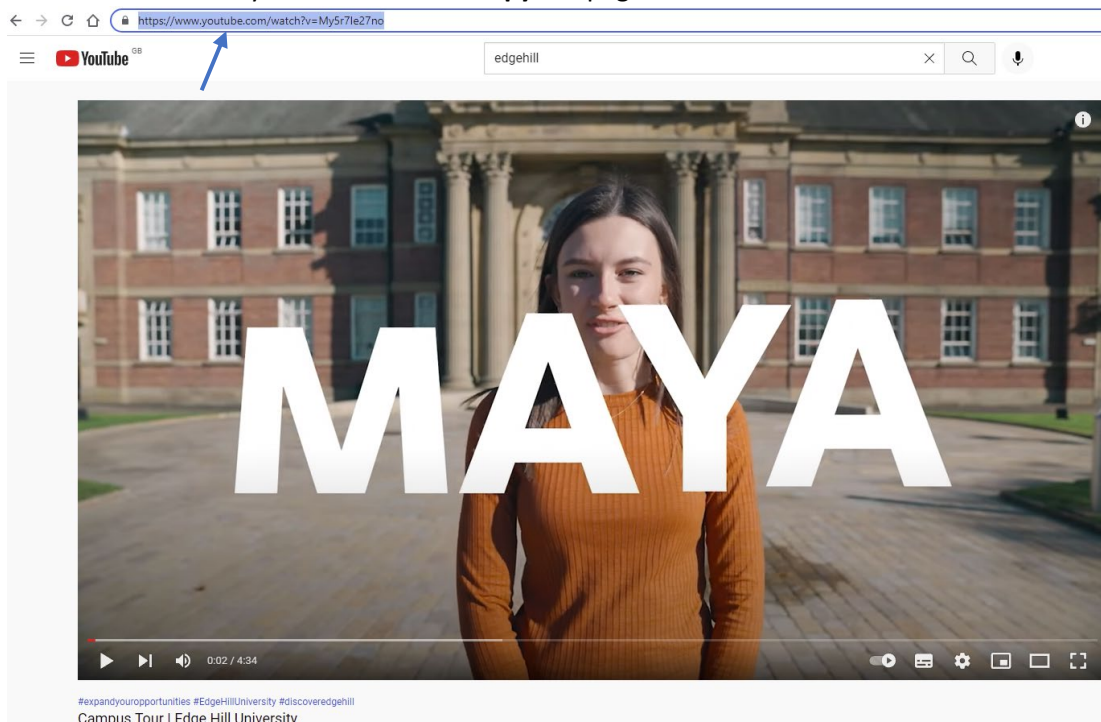 https://www.youtube.com/watch?v=My5r7Ie27no
YouTube GB
edgehill
MAYA
0:02 / 4:34
#expandyouropportunities #EdgeHillUniversity #discoveredgehill
Campus Tour | Edge Hill University